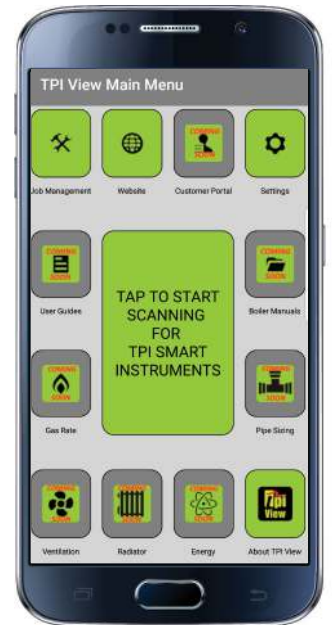 TPI View Main Menu
COMING
SOON
Job Management
Website
Customer Portal
Settings
COMING
SOON
User Guides
TAP TO START
SCANNING
FOR
TPI SMART
INSTRUMENTS
COMING
SOON
Boiler Manuals
COMING
SOON
Gas Rate
COMING
SOON
Pipe Sizing
COMING
SOON
Ventilation
COMING
SOON
Radiator
COMING
SOON
Energy
Tpi
View
About TPI View